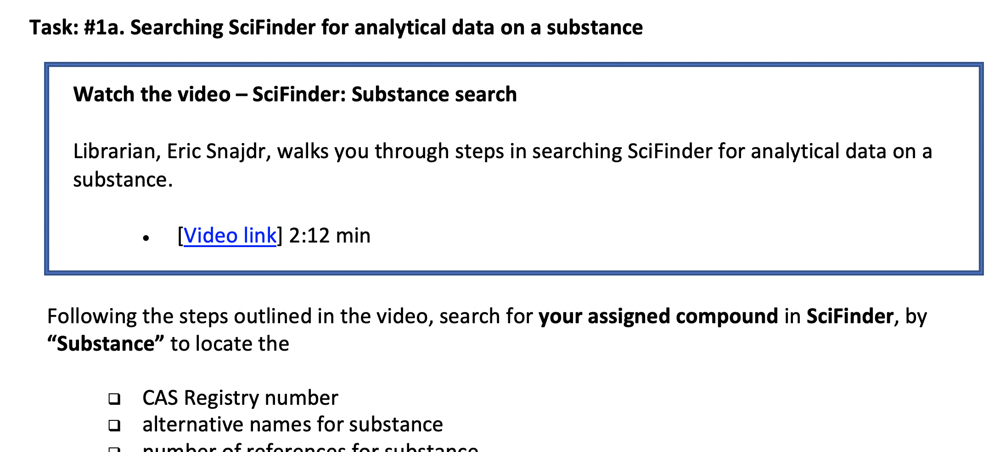 Task: #1a. Searching SciFinder for analytical data on a substance
Watch the video – SciFinder: Substance search
Librarian, Eric Snajdr, walks you through steps in searching SciFinder for analytical data on a
substance.
• [Video link] 2:12 min
Following the steps outlined in the video, search for your assigned compound in SciFinder, by
“Substance” to locate the
❑ CAS Registry number
❑ alternative names for substance
❑ number of references for substance